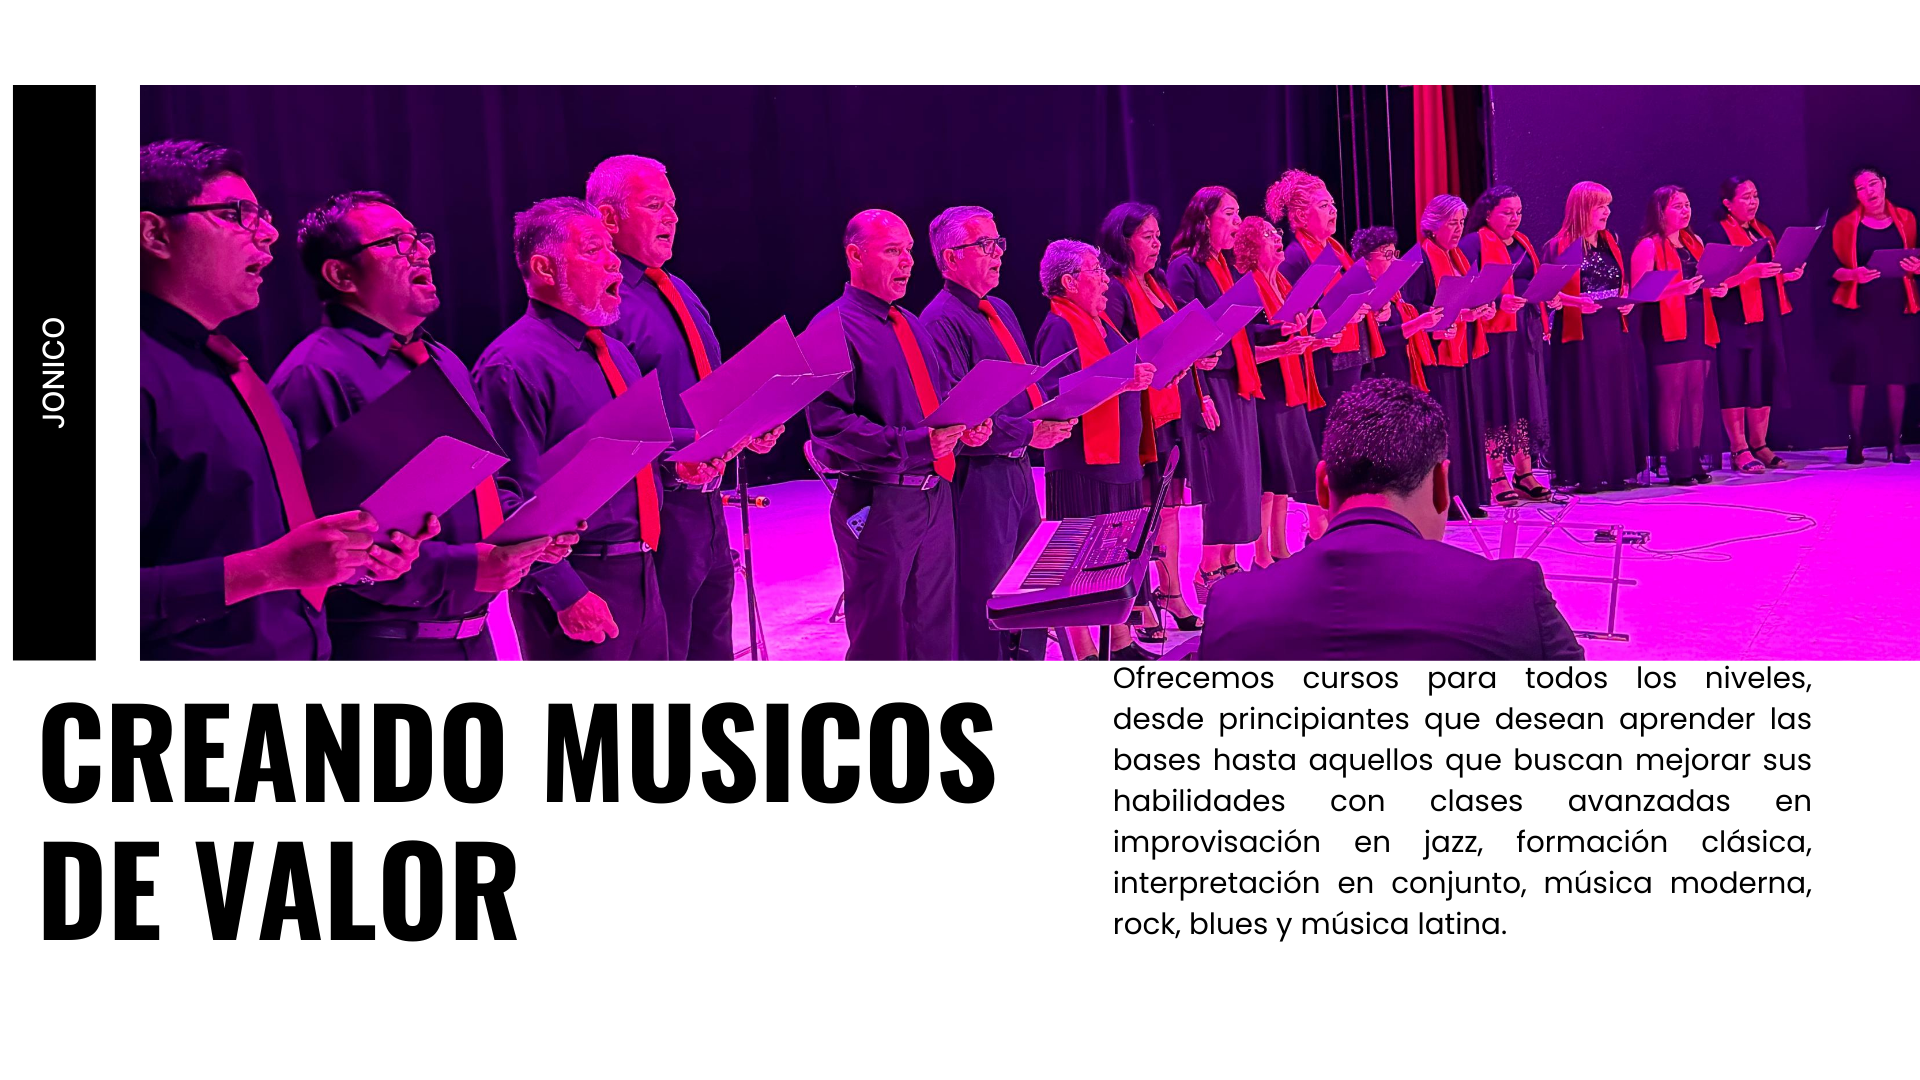 JONICO
CREANDO MUSICOS
DE VALOR
Ofrecemos cursos para todos los niveles,
desde principiantes que desean aprender las
bases hasta aquellos que buscan mejorar sus
habilidades con clases avanzadas en
improvisación en jazz, formación clásica,
interpretación en conjunto, música moderna,
rock, blues y música latina.